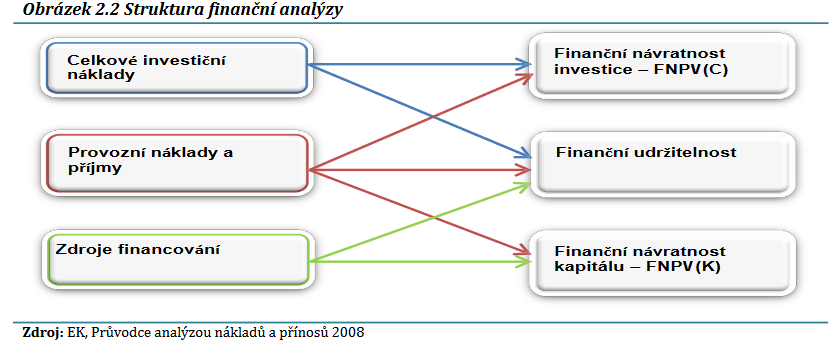 Obrázek 2.2 Struktura finanční analýzy
Celkové investiční
náklady
Finanční návratnost
investice – FNPV(C)
Provozní náklady a
příjmy
Finanční udržitelnost
Zdroje financování
Finanční návratnost
kapitálu – FNPV(K)
Zdroj: EK, Průvodce analýzou nákladů a přínosů 2008